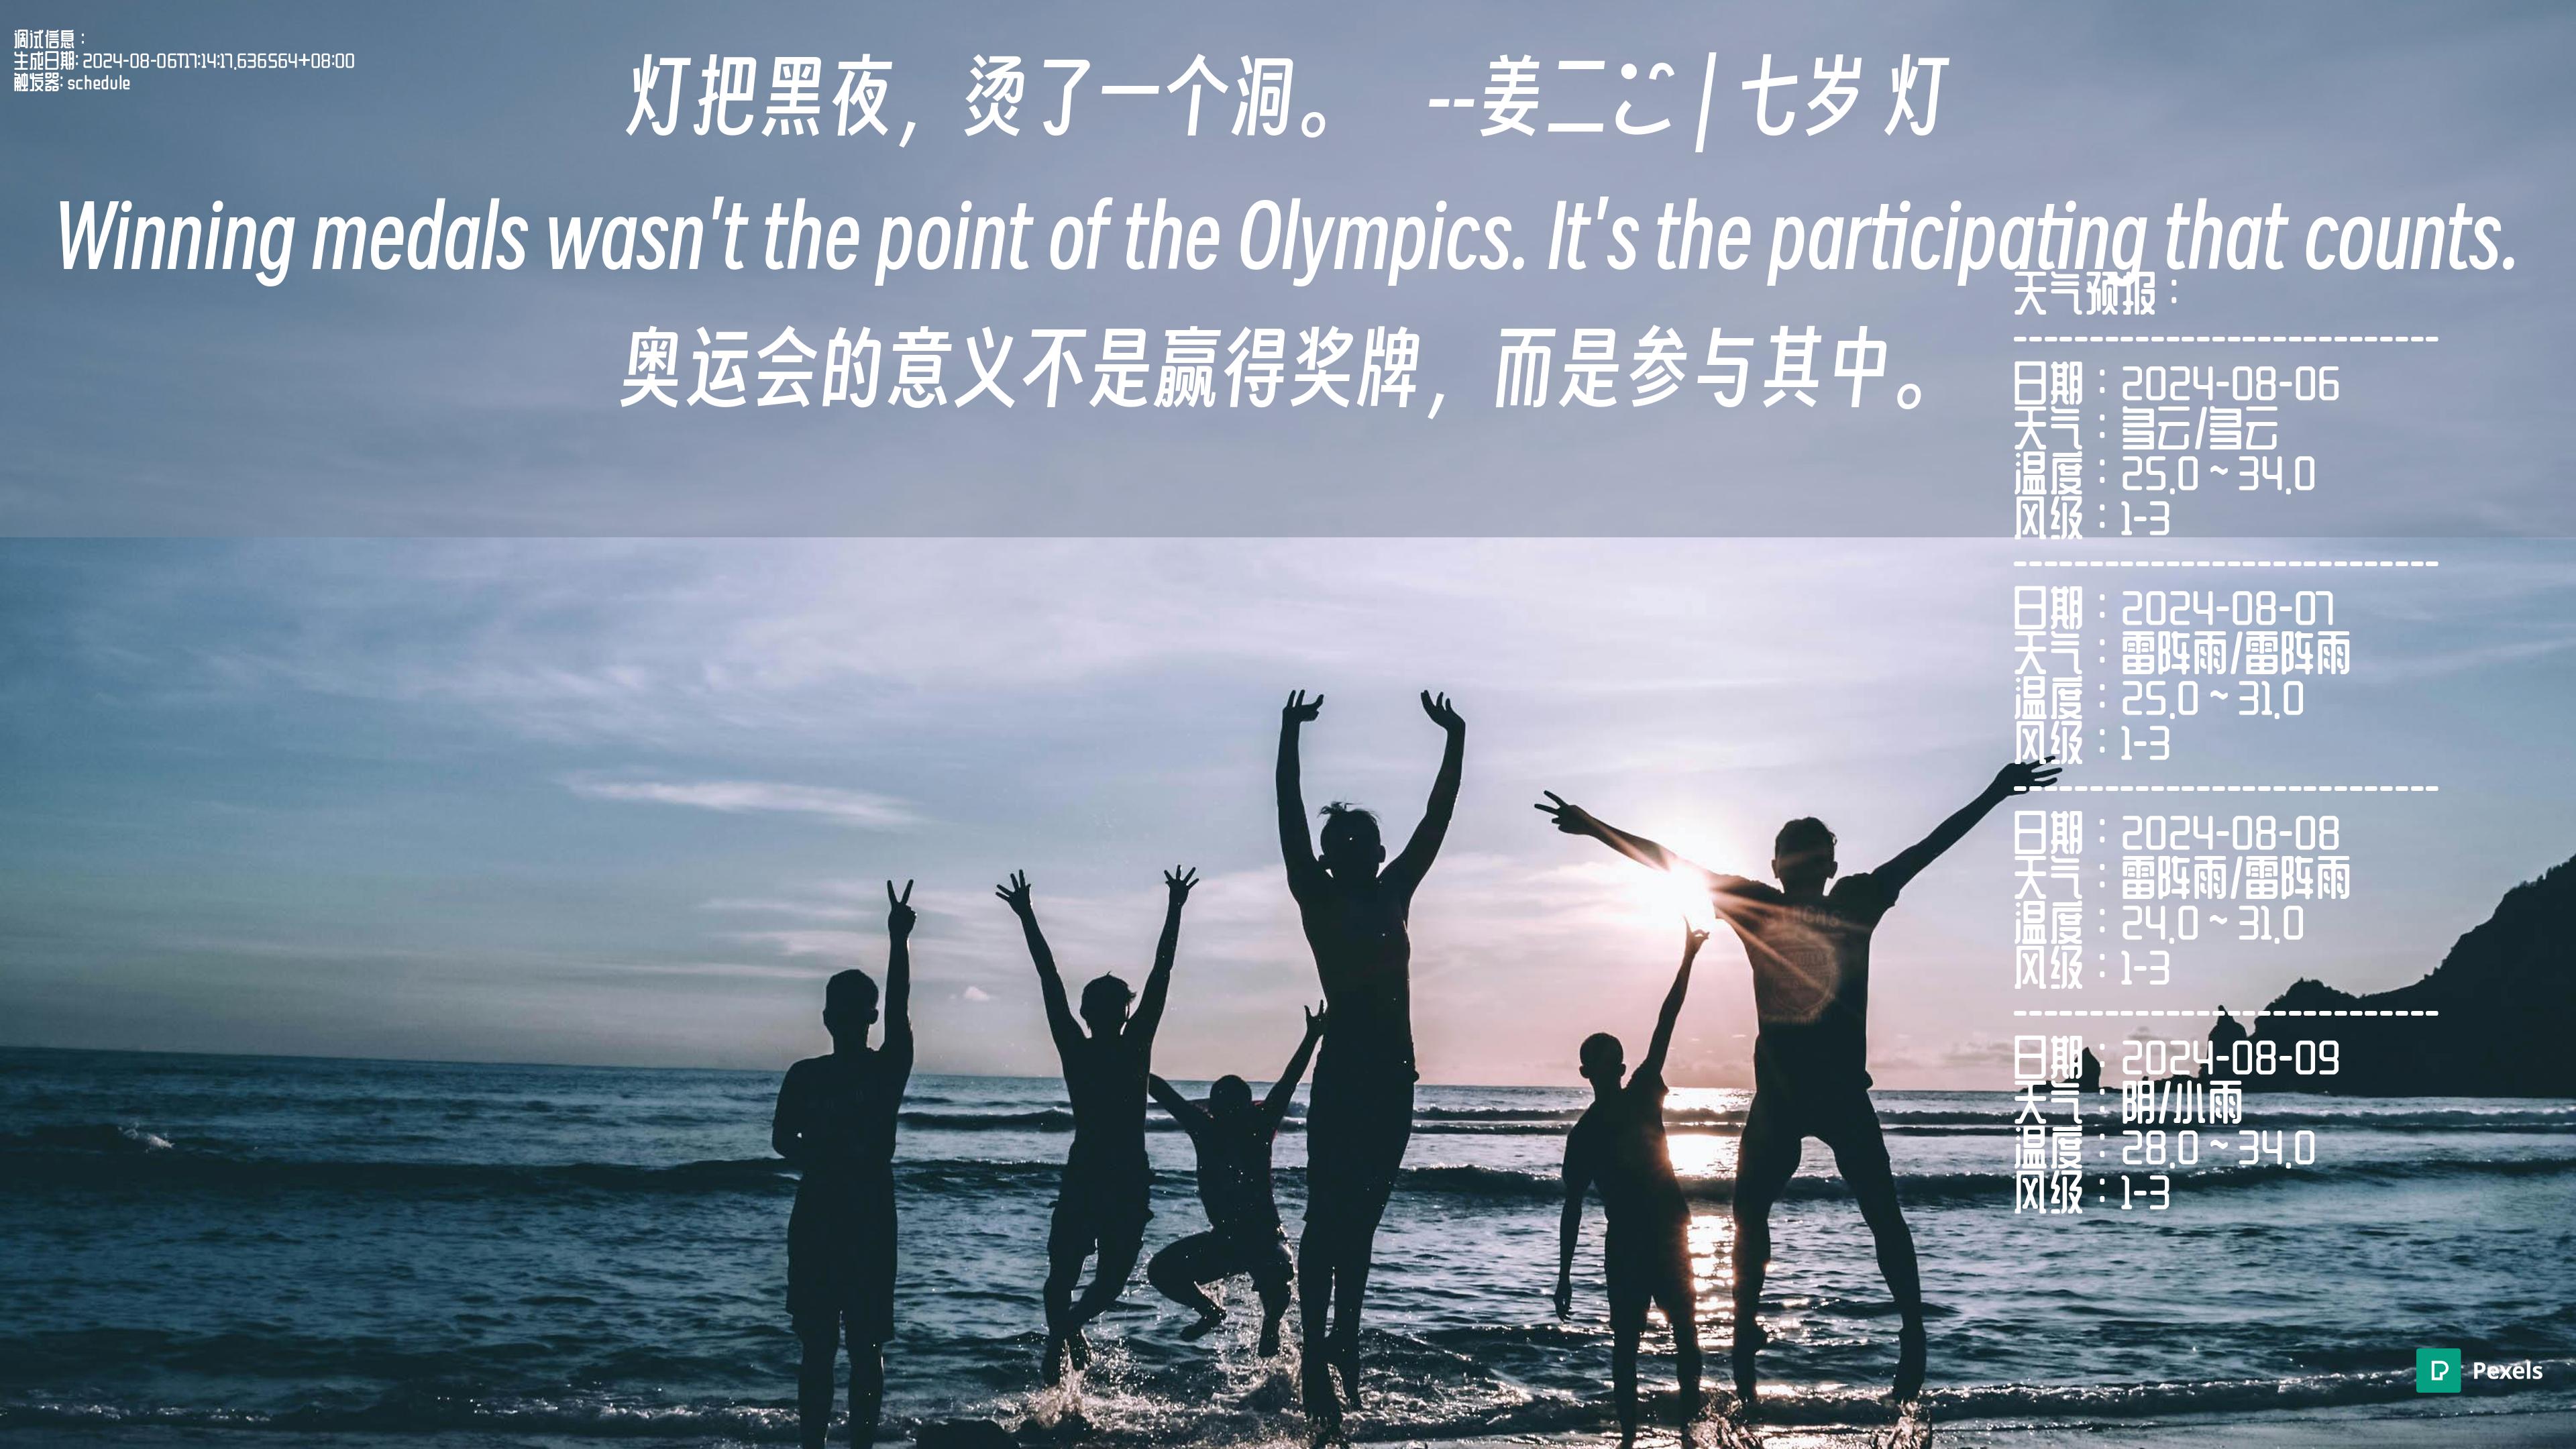 调试信息：
生成日期: 2024-08-06T17:14:17.636564+08:00
触发器: schedule
灯把黑夜，烫了一个洞。 --姜二 | 七岁 灯
Winning medals wasn't the point of the Olympics. It's the participating that counts.
奥运会的意义不是赢得奖牌，而是参与其中。
天气预报：
----------------------------
日期：2024-08-06
天气：多云/多云
温度：25.0 ~ 34.0
风级：1-3
----------------------------
日期：2024-08-07
天气：雷阵雨/雷阵雨
温度：25.0 ~ 31.0
风级：1-3
----------------------------
日期：2024-08-08
天气：雷阵雨/雷阵雨
温度：24.0 ~ 31.0
风级：1-3
----------------------------
日期：2024-08-09
天气：阴/小雨
温度：28.0 ~ 34.0
风级：1-3
Pexels